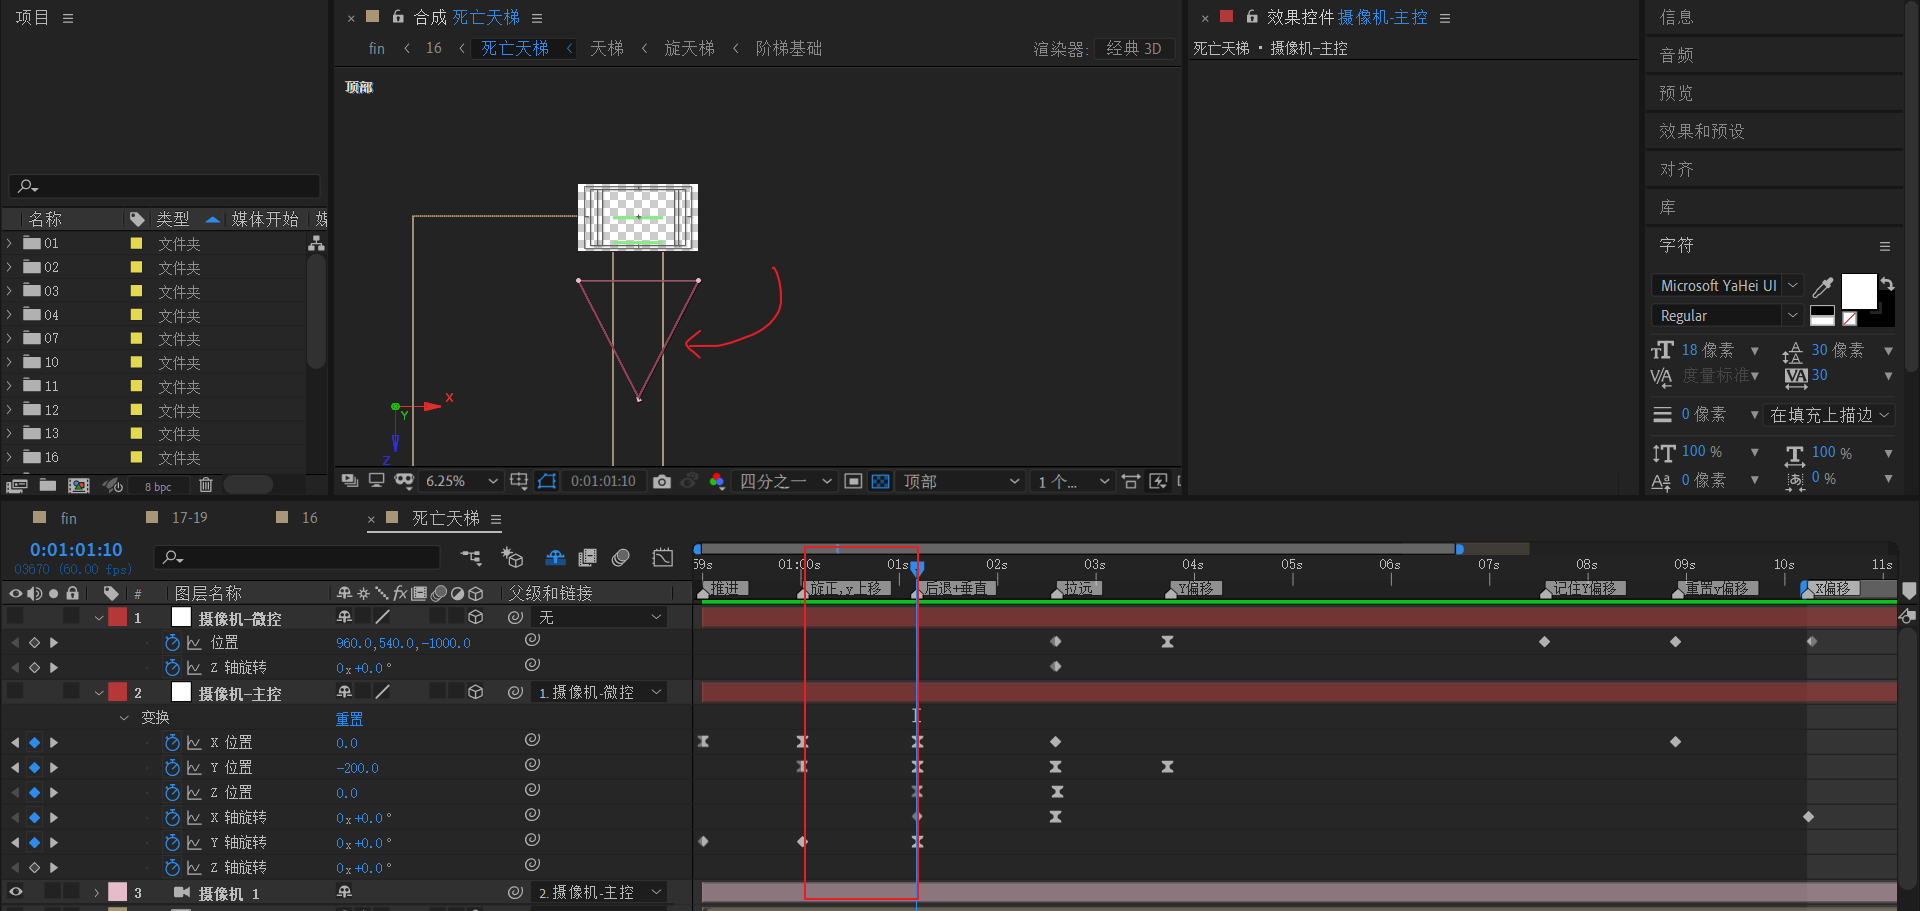 项目
合成 死亡天梯
fin
16
死亡天梯
天梯
旋天梯
阶梯基础
渲染器:
经典 3D
顶部
X
Y
Z
6.25%
0:01:01:10
四分之一
顶部
1 个...
效果控件 摄像机-主控
死亡天梯 • 摄像机-主控
信息
音频
预览
效果和预设
对齐
库
字符
Microsoft YaHei UI
Regular
18 像素
30 像素
度量标准
30
0 像素
在填充上描边
100 %
100 %
0 像素
0 %
名称
类型
媒体开始
媒
01
文件夹
02
文件夹
03
文件夹
04
文件夹
07
文件夹
10
文件夹
11
文件夹
12
文件夹
13
文件夹
16
文件夹
8 bpc
fin
17-19
16
死亡天梯
0:01:01:10
03670 (60.00 fps)
#
图层名称
父级和链接
59s
01:00s
01s
02s
03s
04s
05s
06s
07s
08s
09s
10s
11s
推进
旋正,y上移
后退+垂直
拉远
Y偏移
记住Y偏移
重置y偏移
X偏移
1
摄像机-微控
无
位置
960.0,540.0,-1000.0
Z 轴旋转
0x+0.0°
2
摄像机-主控
1. 摄像机-微控
变换
重置
X 位置
0.0
Y 位置
-200.0
Z 位置
0.0
X 轴旋转
0x+0.0°
Y 轴旋转
0x+0.0°
Z 轴旋转
0x+0.0°
3
摄像机 1
2. 摄像机-主控